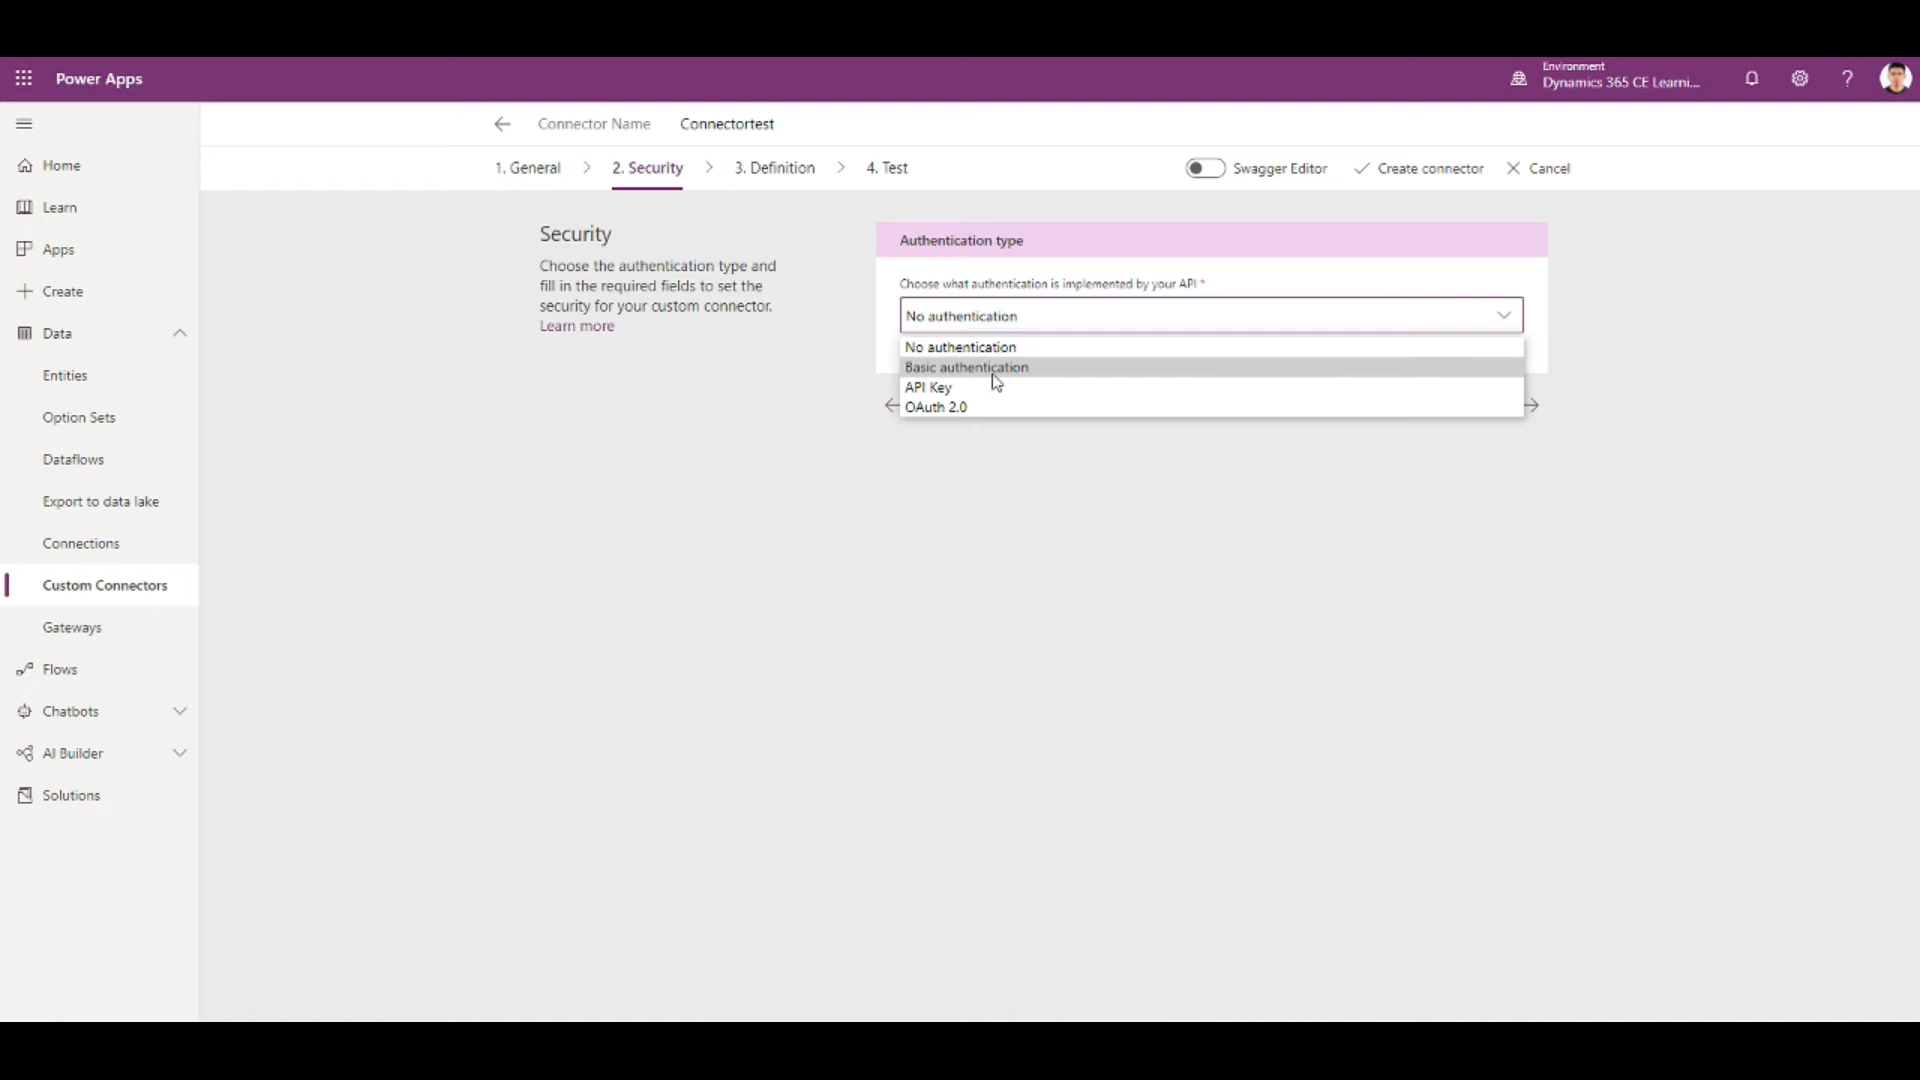 Power Apps
Environment
Dynamics 365 CE Learni...
?
Connector Name Connectortest
1. General 2. Security 3. Definition 4. Test
Swagger Editor Create connector Cancel
Home
Learn
Apps
Create
Data
Entities
Option Sets
Dataflows
Export to data lake
Connections
Custom Connectors
Gateways
Flows
Chatbots
AI Builder
Solutions
Security
Choose the authentication type and
fill in the required fields to set the
security for your custom connector.
Learn more
Authentication type
Choose what authentication is implemented by your API *
No authentication
No authentication
Basic authentication
API Key
OAuth 2.0